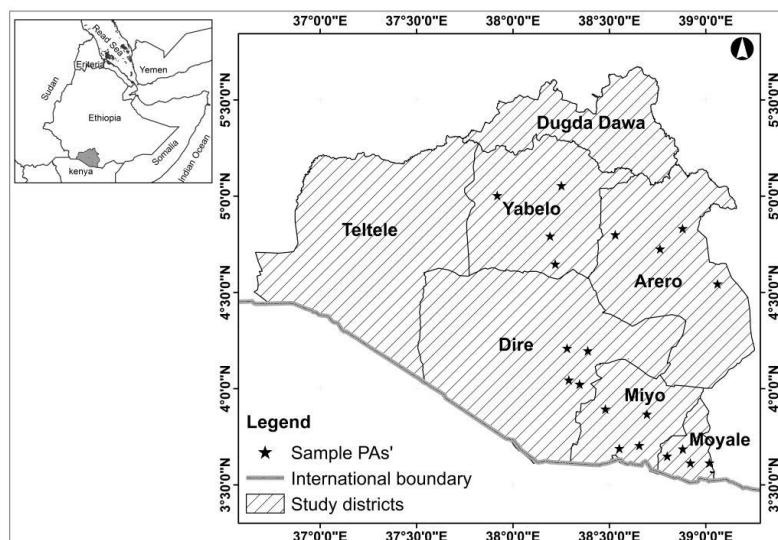 37°0'0"E 37°30'0"E 38°0'0"E 38°30'0"E 39°0'0"E
Read Sea
Eriteria
Yemen
Sudan
Ethiopia
Somalia
Indian Ocean
kenya
5°30'0"N
5°0'0"N
4°30'0"N
4°0'0"N
3°30'0"N
Dugda Dawa
Yabelo
Teltele
Arero
Dire
Miyo
Moyale
5°30'0"N
5°0'0"N
4°30'0"N
4°0'0"N
3°30'0"N
Legend
Sample PAs'
International boundary
Study districts
37°0'0"E 37°30'0"E 38°0'0"E 38°30'0"E 39°0'0"E